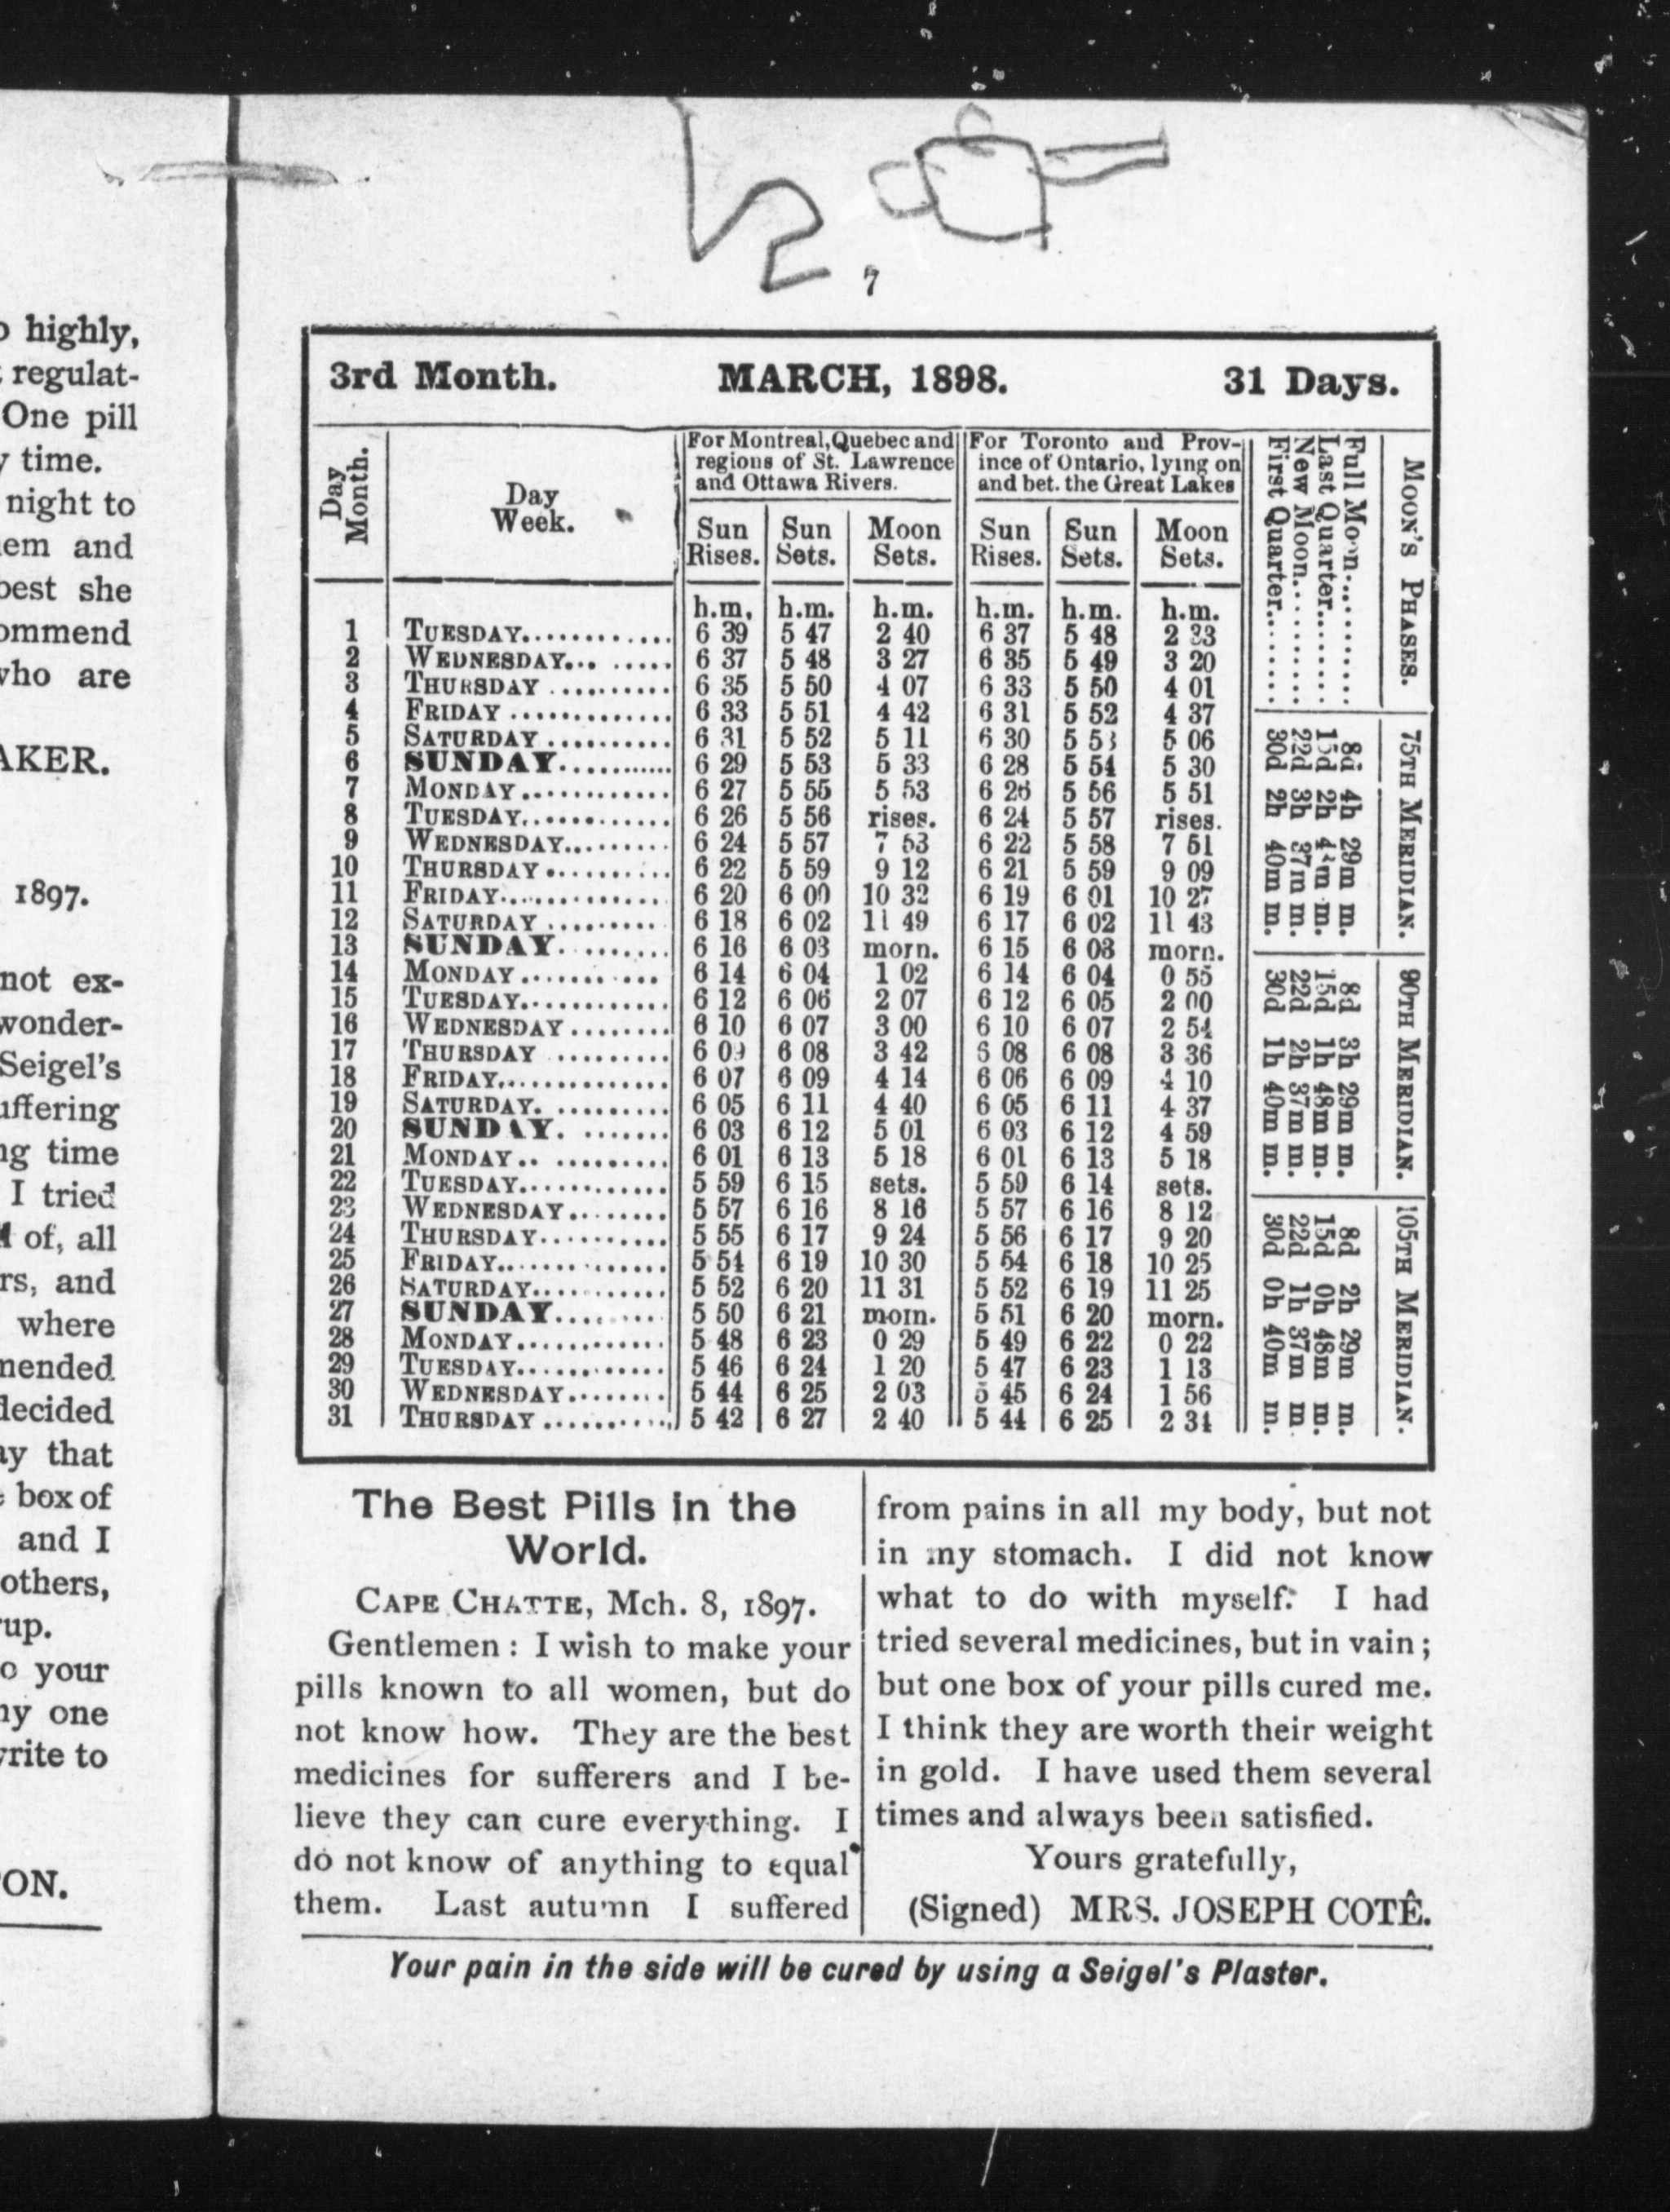 o highly,
regulat-
One pill
y time.
night to
em and
best she
ommend
who are
AKER.
1897.
not ex-
wonder-
Seigel's
uffering
ng time
I tried
of, all
rs, and
where
mended
decided
ay that
box of
and I
others,
rup.
o your
ny one
write to
ON.
7
3rd Month. MARCH, 1898. 31 Days.
Day Month.
Day Week.
For Montreal, Quebec and regions of St. Lawrence and Ottawa Rivers.
For Toronto and Province of Ontario, lying on and bet. the Great Lakes
Sun Rises. Sun Sets. Moon Sets. Sun Rises. Sun Sets. Moon Sets.
h.m. h.m. h.m. h.m. h.m. h.m.
1 TUESDAY............ 6 39 5 47 2 40 6 37 5 48 2 33
2 WEDNESDAY... ..... 6 37 5 48 3 27 6 35 5 49 3 20
3 THURSDAY .......... 6 35 5 50 4 07 6 33 5 50 4 01
4 FRIDAY ............. 6 33 5 51 4 42 6 31 5 52 4 37
5 SATURDAY .......... 6 31 5 52 5 11 6 30 5 53 5 06
6 SUNDAY........... 6 29 5 53 5 33 6 28 5 54 5 30
7 MONDAY............ 6 27 5 55 5 53 6 26 5 56 5 51
8 TUESDAY............ 6 26 5 56 rises. 6 24 5 57 rises.
9 WEDNESDAY......... 6 24 5 57 7 53 6 22 5 58 7 51
10 THURSDAY .......... 6 22 5 59 9 12 6 21 5 59 9 09
11 FRIDAY.............. 6 20 6 00 10 32 6 19 6 01 10 27
12 SATURDAY .......... 6 18 6 02 11 49 6 17 6 02 11 43
13 SUNDAY.......... 6 16 6 03 morn. 6 15 6 03 morn.
14 MONDAY............ 6 14 6 04 1 02 6 14 6 04 0 55
15 TUESDAY............ 6 12 6 06 2 07 6 12 6 05 2 00
16 WEDNESDAY........ 6 10 6 07 3 00 6 10 6 07 2 54
17 THURSDAY .......... 6 09 6 08 3 42 6 08 6 08 3 36
18 FRIDAY.............. 6 07 6 09 4 14 6 06 6 09 4 10
19 SATURDAY. .......... 6 05 6 11 4 40 6 05 6 11 4 37
20 SUNDAY. ....... 6 03 6 12 5 01 6 03 6 12 4 59
21 MONDAY.. .......... 6 01 6 13 5 18 6 01 6 13 5 18
22 TUESDAY............ 5 59 6 15 sets. 5 59 6 14 sets.
23 WEDNESDAY........ 5 57 6 16 8 16 5 57 6 16 8 12
24 THURSDAY.......... 5 55 6 17 9 24 5 56 6 17 9 20
25 FRIDAY.............. 5 54 6 19 10 30 5 54 6 18 10 25
26 SATURDAY........... 5 52 6 20 11 31 5 52 6 19 11 25
27 SUNDAY.......... 5 50 6 21 morn. 5 51 6 20 morn.
28 MONDAY............ 5 48 6 23 0 29 5 49 6 22 0 22
29 TUESDAY............ 5 46 6 24 1 20 5 47 6 23 1 13
30 WEDNESDAY........ 5 44 6 25 2 03 5 45 6 24 1 56
31 THURSDAY .......... 5 42 6 27 2 40 5 44 6 25 2 34
MOON'S PHASES. 75TH MERIDIAN. 90TH MERIDIAN. 105TH MERIDIAN.
Full Moon.......... 8d 4h 29m m. 8d 3h 29m m. 8d 2h 29m m.
Last Quarter........ 15d 2h m m. 15d 1h 48m m. 15d 0h 48m m.
New Moon.......... 22d 3h 37m m. 22d 2h 37m m. 22d 1h 37m m.
First Quarter........ 30d 2h 40m m. 30d 1h 40m m. 30d 0h 40m m.
The Best Pills in the
World.
CAPE CHATTE, Mch. 8, 1897.
Gentlemen : I wish to make your
pills known to all women, but do
not know how. They are the best
medicines for sufferers and I be-
lieve they can cure everything. I
do not know of anything to equal
them. Last autumn I suffered
from pains in all my body, but not
in my stomach. I did not know
what to do with myself. I had
tried several medicines, but in vain ;
but one box of your pills cured me.
I think they are worth their weight
in gold. I have used them several
times and always been satisfied.
Yours gratefully,
(Signed) MRS. JOSEPH COTÊ.
Your pain in the side will be cured by using a Seigel's Plaster.